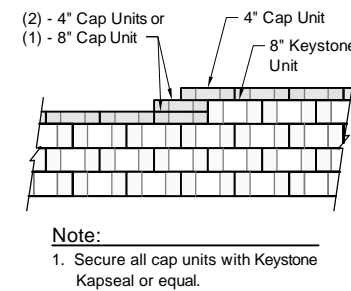 (2) - 4" Cap Units or
(1) - 8" Cap Unit
4" Cap Unit
8" Keystone
Unit
Note:
1. Secure all cap units with Keystone
Kapseal or equal.